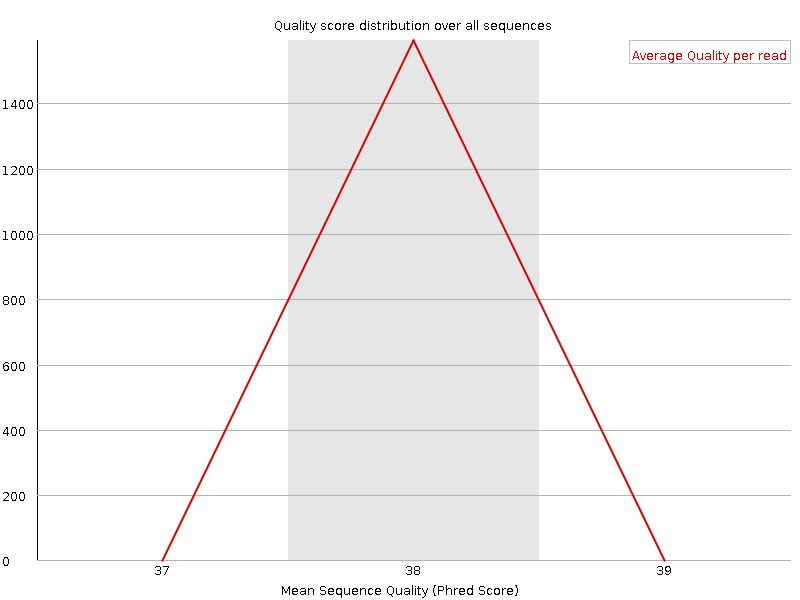 Quality score distribution over all sequences
Average Quality per read
1400
1200
1000
800
600
400
200
0
37 38 39
Mean Sequence Quality (Phred Score)